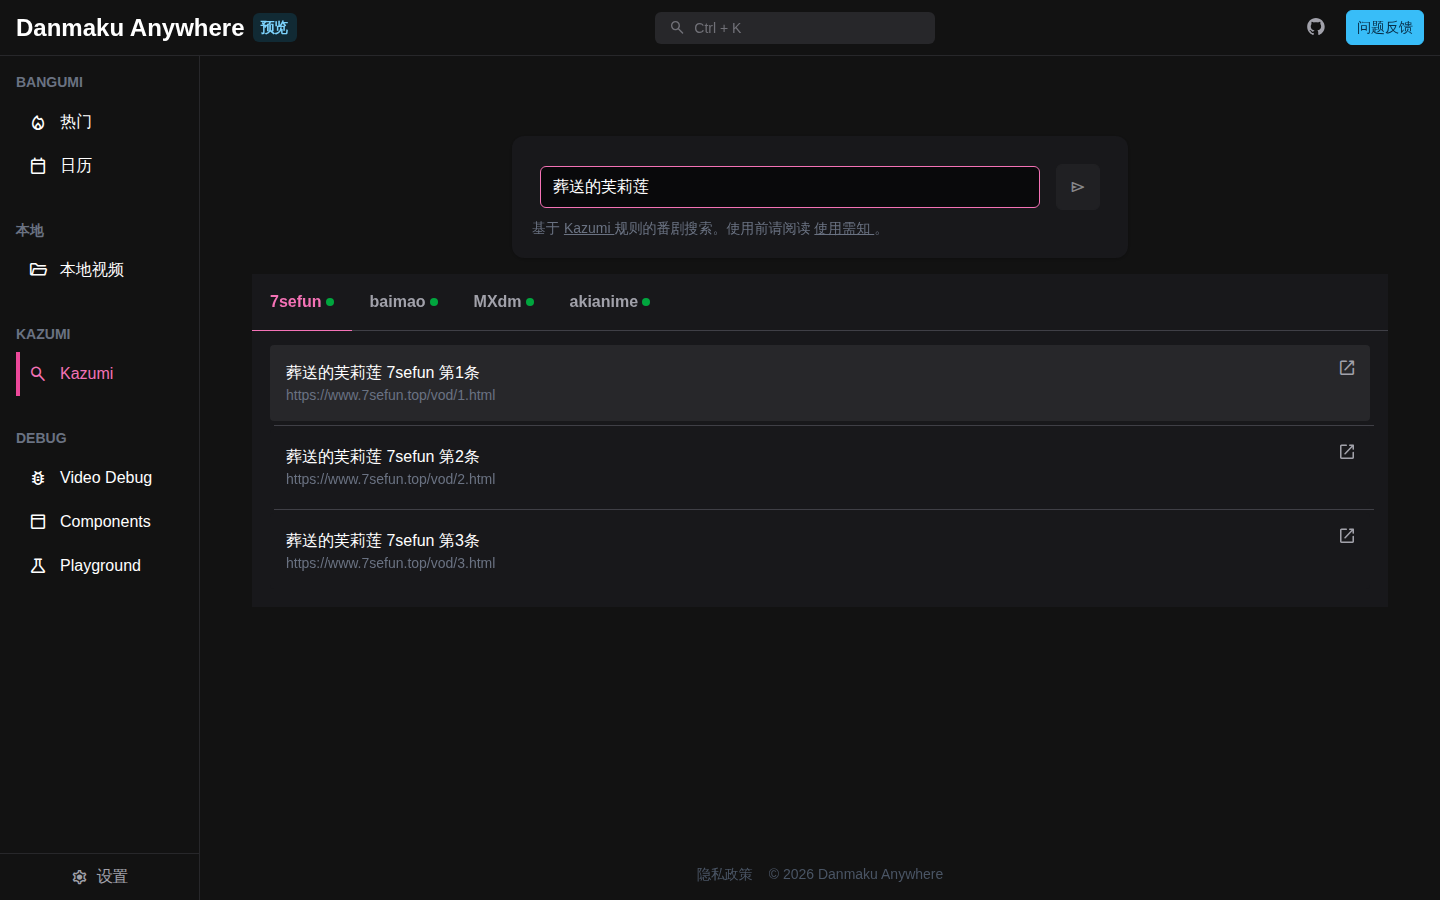 Danmaku Anywhere 预览
Ctrl + K
问题反馈
BANGUMI
热门
日历
本地
本地视频
KAZUMI
Kazumi
DEBUG
Video Debug
Components
Playground
设置
葬送的芙莉莲
基于 Kazumi 规则的番剧搜索。使用前请阅读 使用需知 。
7sefun baimao MXdm akianime
葬送的芙莉莲 7sefun 第1条
https://www.7sefun.top/vod/1.html
葬送的芙莉莲 7sefun 第2条
https://www.7sefun.top/vod/2.html
葬送的芙莉莲 7sefun 第3条
https://www.7sefun.top/vod/3.html
隐私政策 © 2026 Danmaku Anywhere